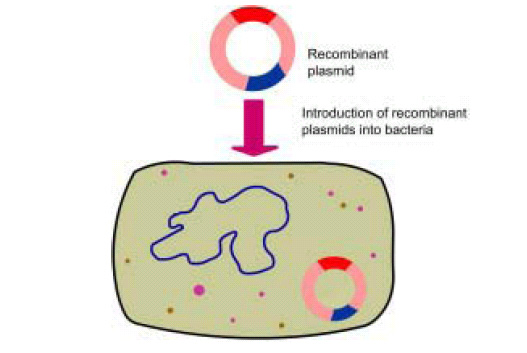 Recombinant
plasmid
Introduction of recombinant
plasmids into bacteria